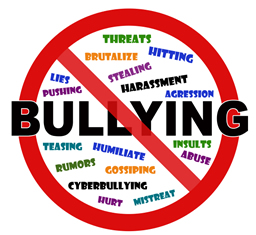 THREATS
BRUTALIZE HITTING
STEALING
LIES
HARASSMENT
PUSHING
AGRESSION
BULLYING
TEASING HUMILIATE INSULTS
ABUSE
RUMORS GOSSIPING
CYBERBULLYING
HURT MISTREAT